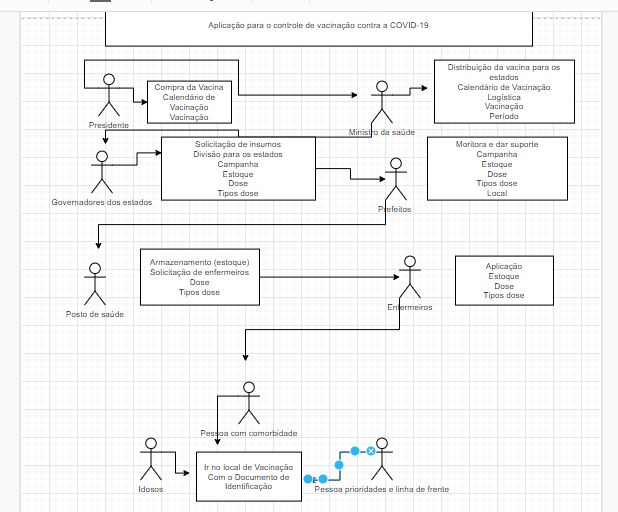 Aplicação para o controle de vacinação contra a COVID-19
Compra da Vacina
Calendário de
Vacinação
Vacinação
Presidente
Ministro da saúde
Distribuição da vacina para os
estados
Calendário de Vacinação
Logística
Vacinação
Período
Governadores dos estados
Solicitação de insumos
Divisão para os estados
Campanha
Estoque
Dose
Tipos dose
Prefeitos
Moritora e dar suporte
Campanha
Estoque
Dose
Tipos dose
Local
Posto de saúde
Armazenamento (estoque)
Solicitação de enfermeiros
Dose
Tipos dose
Enfermeiros
Aplicação
Estoque
Dose
Tipos dose
Pessoa com comorbidade
Idosos
Ir no local de Vacinação
Com o Documento de
Identificação
Pessoa prioridades e linha de frente